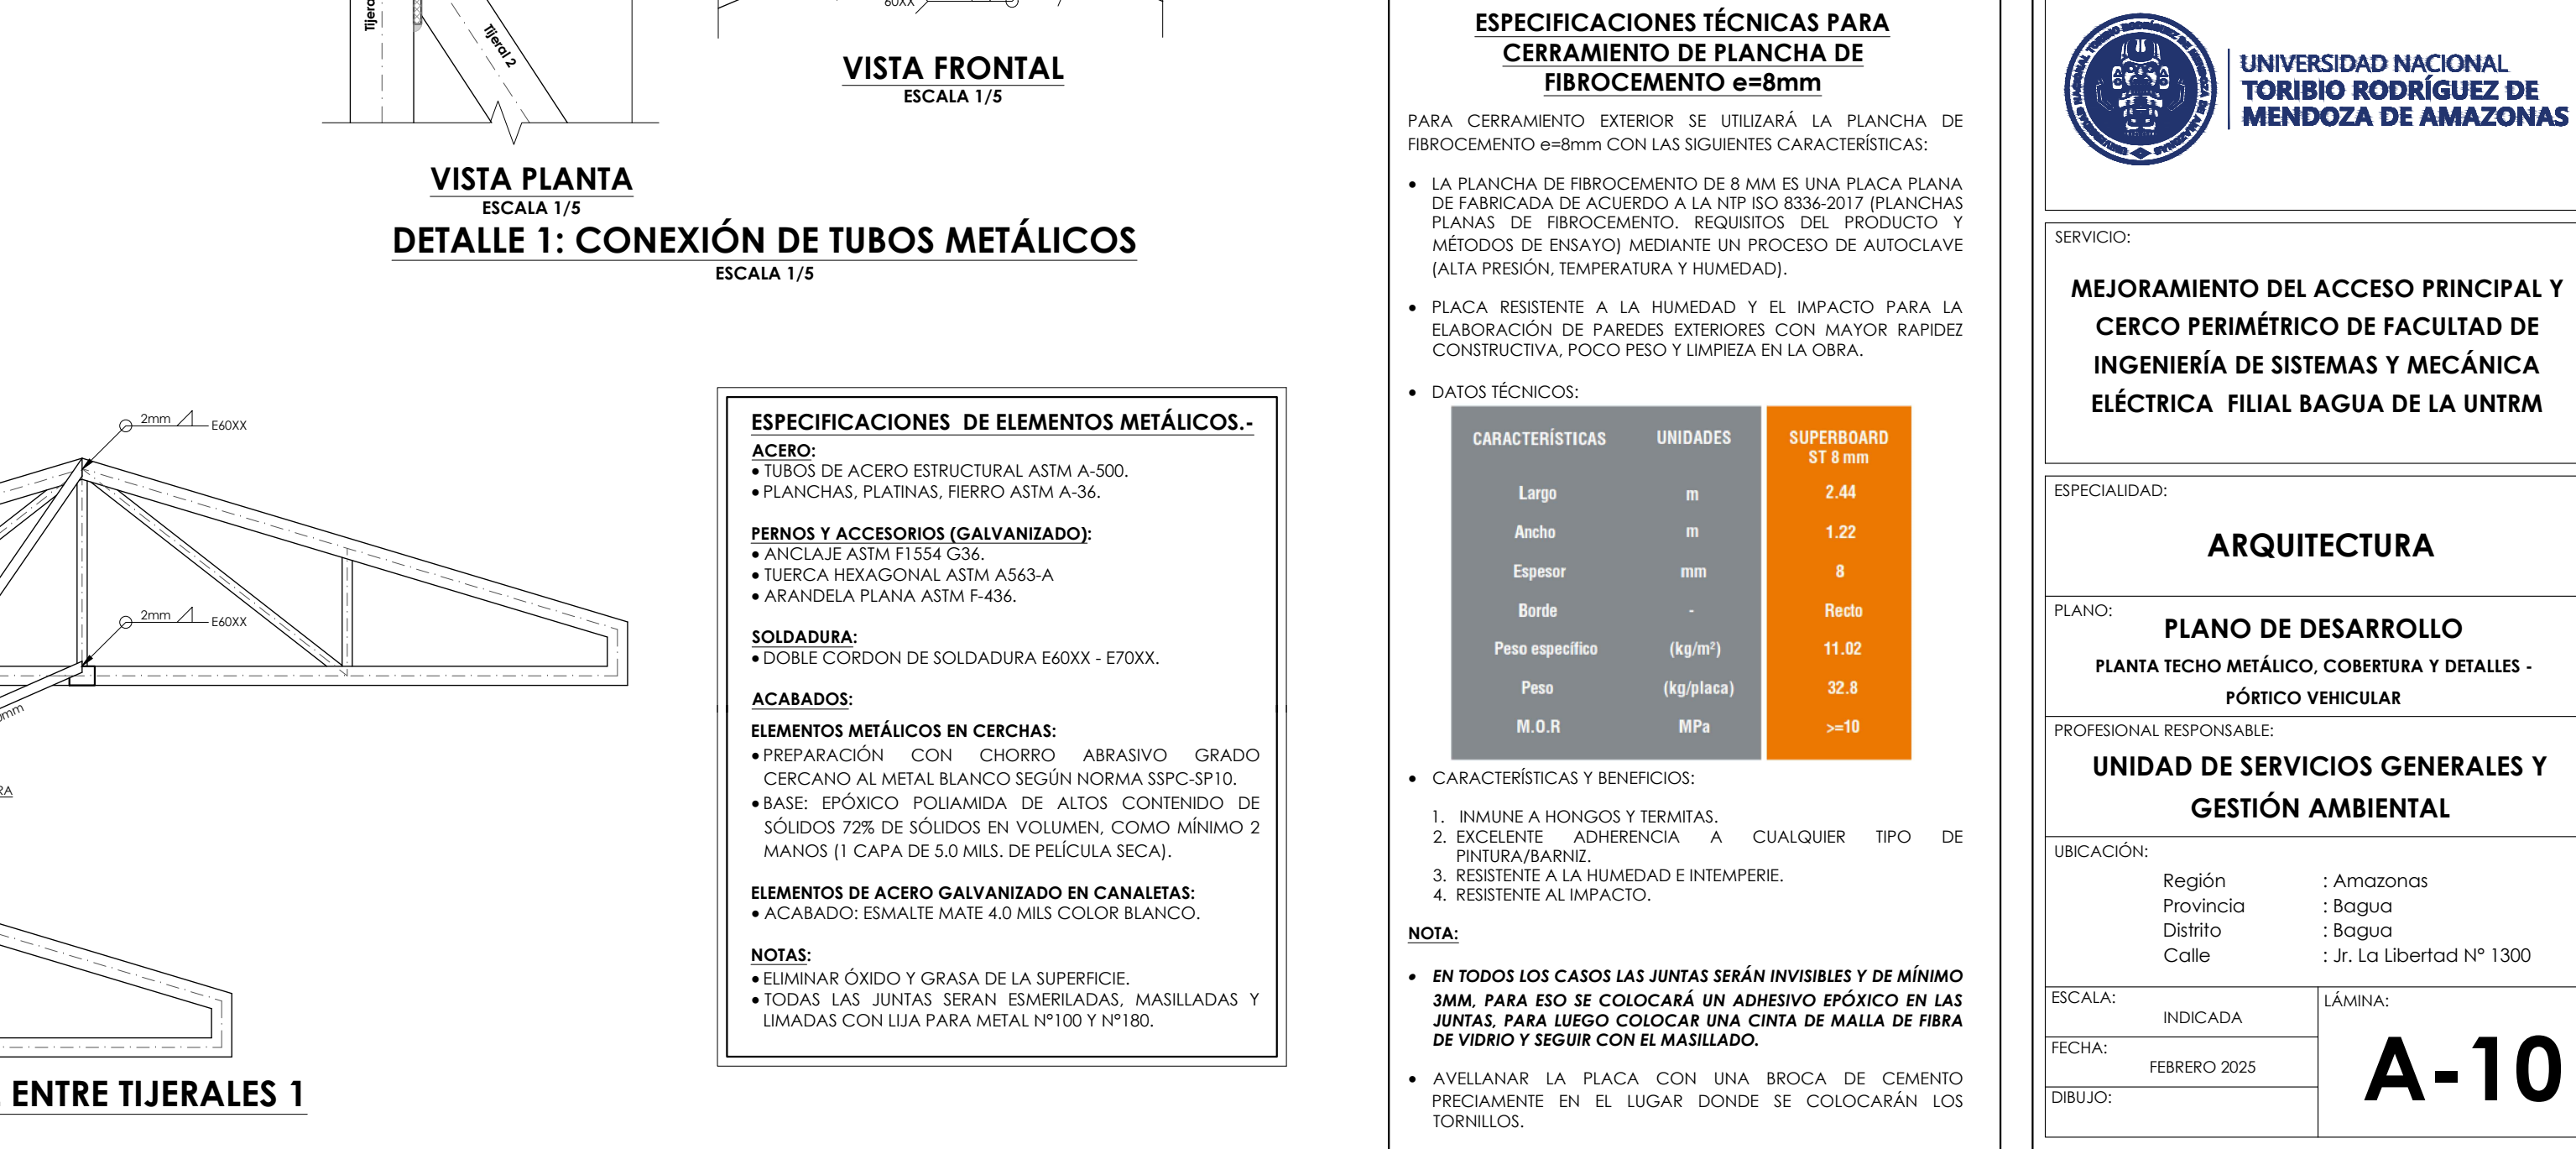 Tijeral 2
VISTA PLANTA
ESCALA 1/5
60XX
VISTA FRONTAL
ESCALA 1/5
DETALLE 1: CONEXIÓN DE TUBOS METÁLICOS
ESCALA 1/5
2mm E60XX
2mm E60XX
ENTRE TIJERALES 1
ESPECIFICACIONES DE ELEMENTOS METÁLICOS.-
ACERO:
• TUBOS DE ACERO ESTRUCTURAL ASTM A-500.
• PLANCHAS, PLATINAS, FIERRO ASTM A-36.
PERNOS Y ACCESORIOS (GALVANIZADO):
• ANCLAJE ASTM F1554 G36.
• TUERCA HEXAGONAL ASTM A563-A
• ARANDELA PLANA ASTM F-436.
SOLDADURA:
• DOBLE CORDON DE SOLDADURA E60XX - E70XX.
ACABADOS:
ELEMENTOS METÁLICOS EN CERCHAS:
• PREPARACIÓN CON CHORRO ABRASIVO GRADO
CERCANO AL METAL BLANCO SEGÚN NORMA SSPC-SP10.
• BASE: EPÓXICO POLIAMIDA DE ALTOS CONTENIDO DE
SÓLIDOS 72% DE SÓLIDOS EN VOLUMEN, COMO MÍNIMO 2
MANOS (1 CAPA DE 5.0 MILS. DE PELÍCULA SECA).
ELEMENTOS DE ACERO GALVANIZADO EN CANALETAS:
• ACABADO: ESMALTE MATE 4.0 MILS COLOR BLANCO.
NOTAS:
• ELIMINAR ÓXIDO Y GRASA DE LA SUPERFICIE.
• TODAS LAS JUNTAS SERAN ESMERILADAS, MASILLADAS Y
LIMADAS CON LIJA PARA METAL N°100 Y N°180.
ESPECIFICACIONES TÉCNICAS PARA
CERRAMIENTO DE PLANCHA DE
FIBROCEMENTO e=8mm
PARA CERRAMIENTO EXTERIOR SE UTILIZARÁ LA PLANCHA DE
FIBROCEMENTO e=8mm CON LAS SIGUIENTES CARACTERÍSTICAS:
• LA PLANCHA DE FIBROCEMENTO DE 8 MM ES UNA PLACA PLANA
DE FABRICADA DE ACUERDO A LA NTP ISO 8336-2017 (PLANCHAS
PLANAS DE FIBROCEMENTO. REQUISITOS DEL PRODUCTO Y
MÉTODOS DE ENSAYO) MEDIANTE UN PROCESO DE AUTOCLAVE
(ALTA PRESIÓN, TEMPERATURA Y HUMEDAD).
• PLACA RESISTENTE A LA HUMEDAD Y EL IMPACTO PARA LA
ELABORACIÓN DE PAREDES EXTERIORES CON MAYOR RAPIDEZ
CONSTRUCTIVA, POCO PESO Y LIMPIEZA EN LA OBRA.
• DATOS TÉCNICOS:
CARACTERÍSTICAS UNIDADES SUPERBOARD
ST 8 mm
Largo m 2.44
Ancho m 1.22
Espesor mm 8
Borde - Recto
Peso específico (kg/m²) 11.02
Peso (kg/placa) 32.8
M.O.R MPa >=10
• CARACTERÍSTICAS Y BENEFICIOS:
1. INMUNE A HONGOS Y TERMITAS.
2. EXCELENTE ADHERENCIA A CUALQUIER TIPO DE
PINTURA/BARNIZ.
3. RESISTENTE A LA HUMEDAD E INTEMPERIE.
4. RESISTENTE AL IMPACTO.
NOTA:
• EN TODOS LOS CASOS LAS JUNTAS SERÁN INVISIBLES Y DE MÍNIMO
3MM, PARA ESO SE COLOCARÁ UN ADHESIVO EPÓXICO EN LAS
JUNTAS, PARA LUEGO COLOCAR UNA CINTA DE MALLA DE FIBRA
DE VIDRIO Y SEGUIR CON EL MASILLADO.
• AVELLANAR LA PLACA CON UNA BROCA DE CEMENTO
PRECIAMENTE EN EL LUGAR DONDE SE COLOCARÁN LOS
TORNILLOS.
UNIVERSIDAD NACIONAL
TORIBIO RODRÍGUEZ DE
MENDOZA DE AMAZONAS
SERVICIO:
MEJORAMIENTO DEL ACCESO PRINCIPAL Y
CERCO PERIMÉTRICO DE FACULTAD DE
INGENIERÍA DE SISTEMAS Y MECÁNICA
ELÉCTRICA FILIAL BAGUA DE LA UNTRM
ESPECIALIDAD:
ARQUITECTURA
PLANO:
PLANO DE DESARROLLO
PLANTA TECHO METÁLICO, COBERTURA Y DETALLES -
PÓRTICO VEHICULAR
PROFESIONAL RESPONSABLE:
UNIDAD DE SERVICIOS GENERALES Y
GESTIÓN AMBIENTAL
UBICACIÓN:
Región : Amazonas
Provincia : Bagua
Distrito : Bagua
Calle : Jr. La Libertad N° 1300
ESCALA:
INDICADA
FECHA:
FEBRERO 2025
DIBUJO:
LÁMINA:
A-10